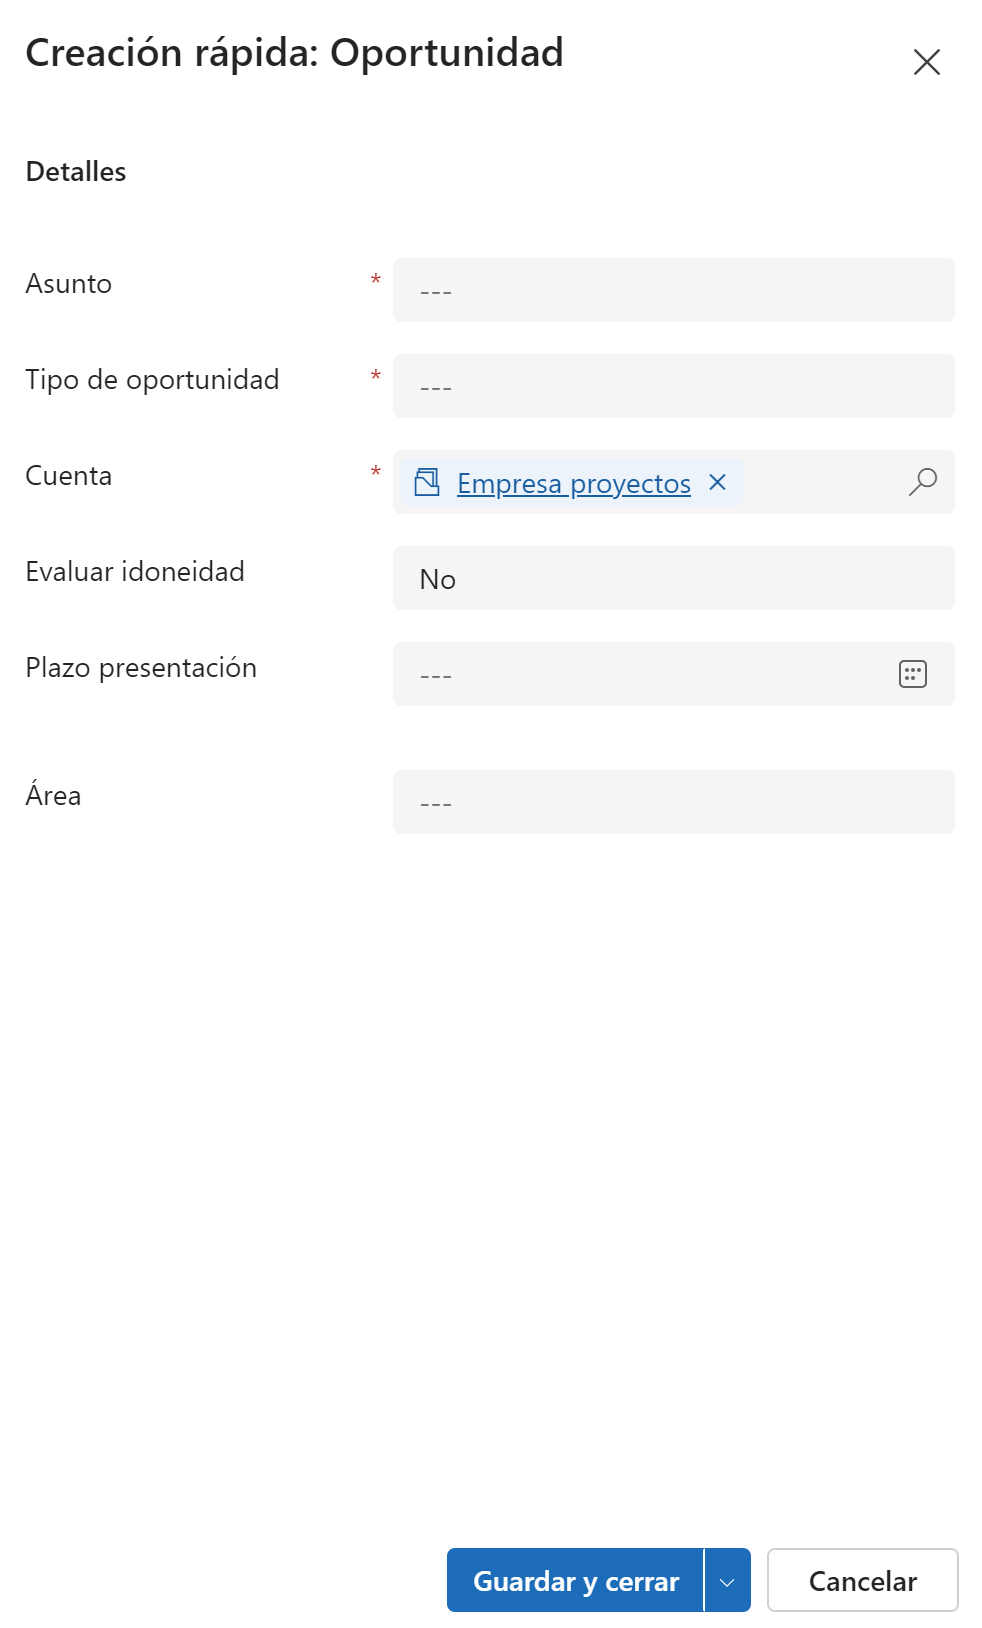 Creación rápida: Oportunidad
Detalles
Asunto * ---
Tipo de oportunidad * ---
Cuenta * Empresa proyectos
Evaluar idoneidad No
Plazo presentación ---
Área ---
Guardar y cerrar Cancelar